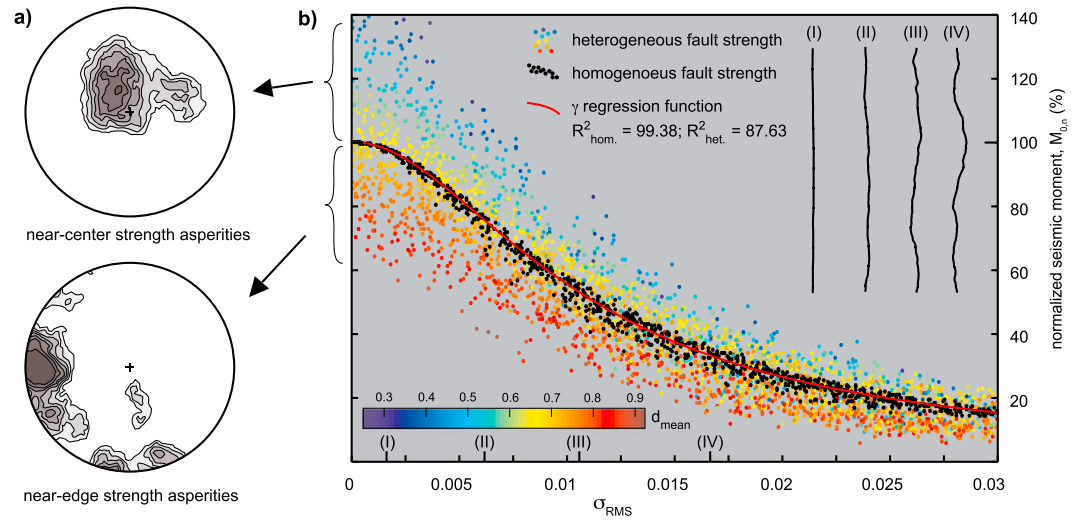 a)
near-center strength asperities
near-edge strength asperities
b)
heterogeneous fault strength
homogenoeus fault strength
γ regression function
R²hom. = 99.38; R²het. = 87.63
(I) (II) (III) (IV)
140
120
100
80
60
40
20
normalized seismic moment, M0,n (%)
0.3 0.4 0.5 0.6 0.7 0.8 0.9
dmean
(I) (II) (III) (IV)
0 0.005 0.01 0.015 0.02 0.025 0.03
σRMS